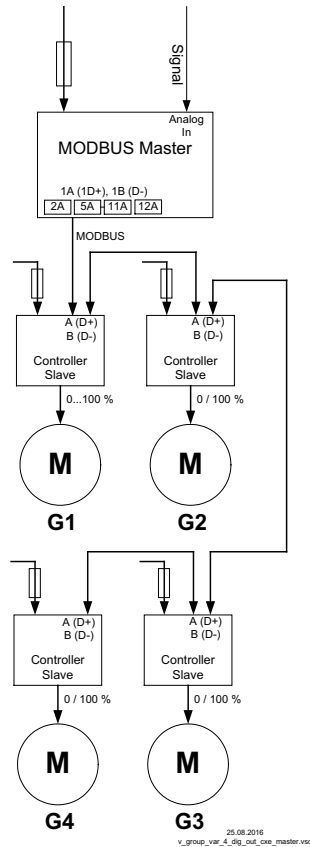 Signal
Analog
In
MODBUS Master
1A (1D+), 1B (D-)
2A 5A 11A 12A
MODBUS
A (D+)
B (D-)
Controller
Slave
0...100 %
M
G1
A (D+)
B (D-)
Controller
Slave
0 / 100 %
M
G2
A (D+)
B (D-)
Controller
Slave
0 / 100 %
M
G4
A (D+)
B (D-)
Controller
Slave
0 / 100 %
M
G3
25.08.2016
v_group_var_4_dig_out_cxe_master.vsd